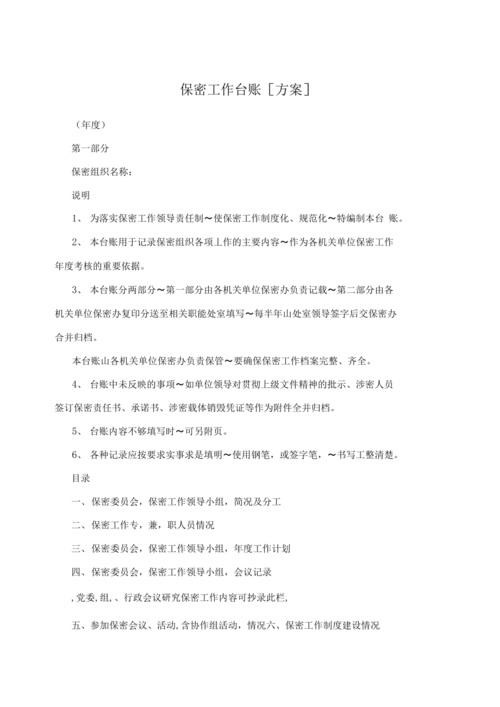 保密工作台账［方案］
（年度）
第一部分
保密组织名称：
说明
1、 为落实保密工作领导责任制～使保密工作制度化、规范化～特编制本台 账。
2、 本台账用于记录保密组织各项上作的主要内容～作为各机关单位保密工作
年度考核的重要依据。
3、 本台账分两部分～第一部分由各机关单位保密办负责记载～第二部分由各
机关单位保密办复印分送至相关职能处室填写～每半年山处室领导签字后交保密办
合并归档。
本台账山各机关单位保密办负责保管～要确保保密工作档案完整、齐全。
4、 台账中未反映的事项～如单位领导对贯彻上级文件精神的批示、涉密人员
签订保密责任书、承诺书、涉密载体销毁凭证等作为附件全并归档。
5、 台账内容不够填写时～可另附页。
6、 各种记录应按要求实事求是填明～使用钢笔，或签字笔，～书写工整清楚。
目录
一、保密委员会，保密工作领导小组，简况及分工
二、保密工作专，兼，职人员情况
三、保密委员会，保密工作领导小组，年度工作计划
四、保密委员会，保密工作领导小组，会议记录
,党委,组,、行政会议研究保密工作内容可抄录此栏,
五、参加保密会议、活动,含协作组活动，情况六、保密工作制度建设情况